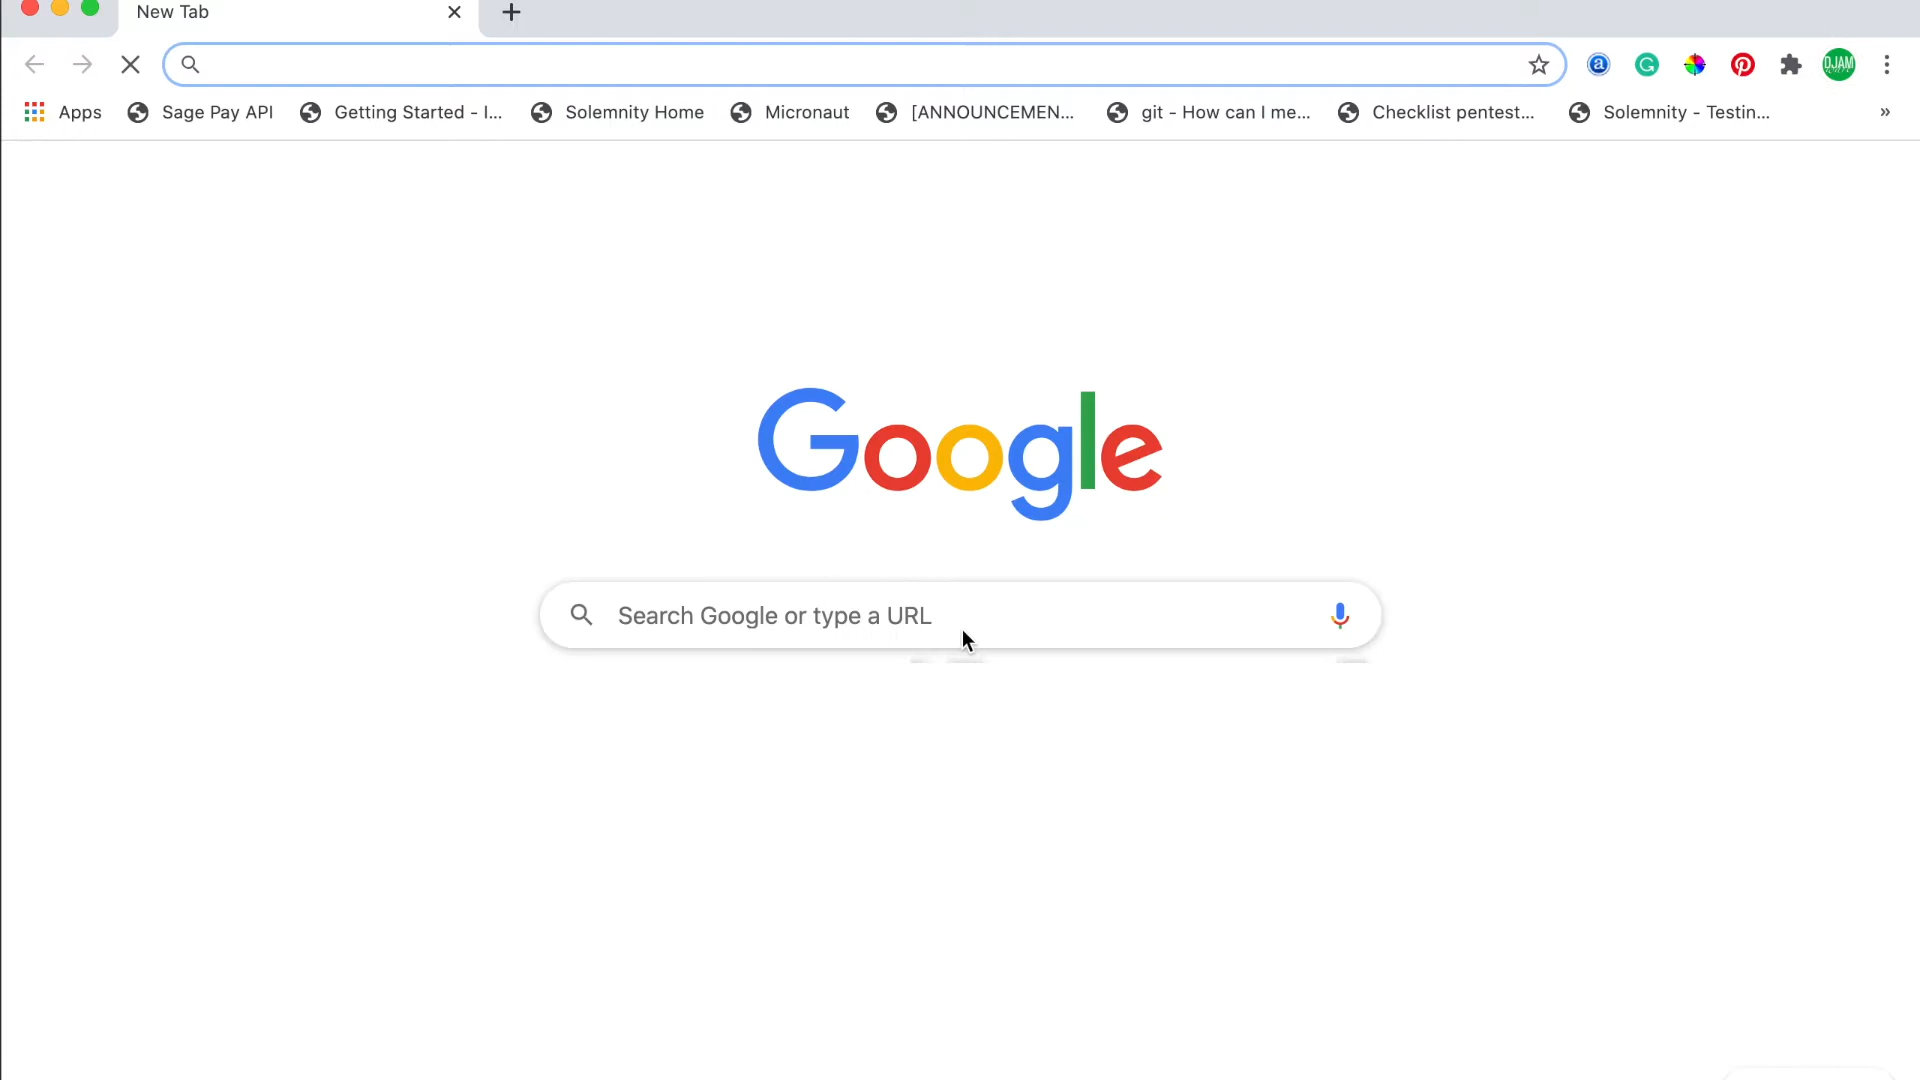 New Tab
Apps Sage Pay API Getting Started - I... Solemnity Home Micronaut [ANNOUNCEMEN... git - How can I me... Checklist pentest... Solemnity - Testin... »
Google
Search Google or type a URL